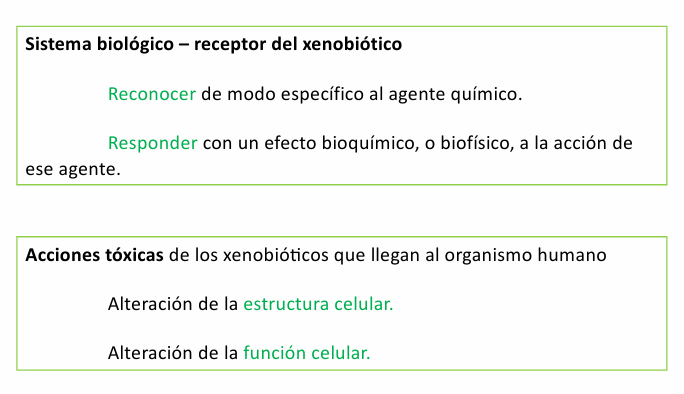 Sistema biológico – receptor del xenobiótico
Reconocer de modo específico al agente químico.
Responder con un efecto bioquímico, o biofísico, a la acción de
ese agente.
Acciones tóxicas de los xenobióticos que llegan al organismo humano
Alteración de la estructura celular.
Alteración de la función celular.